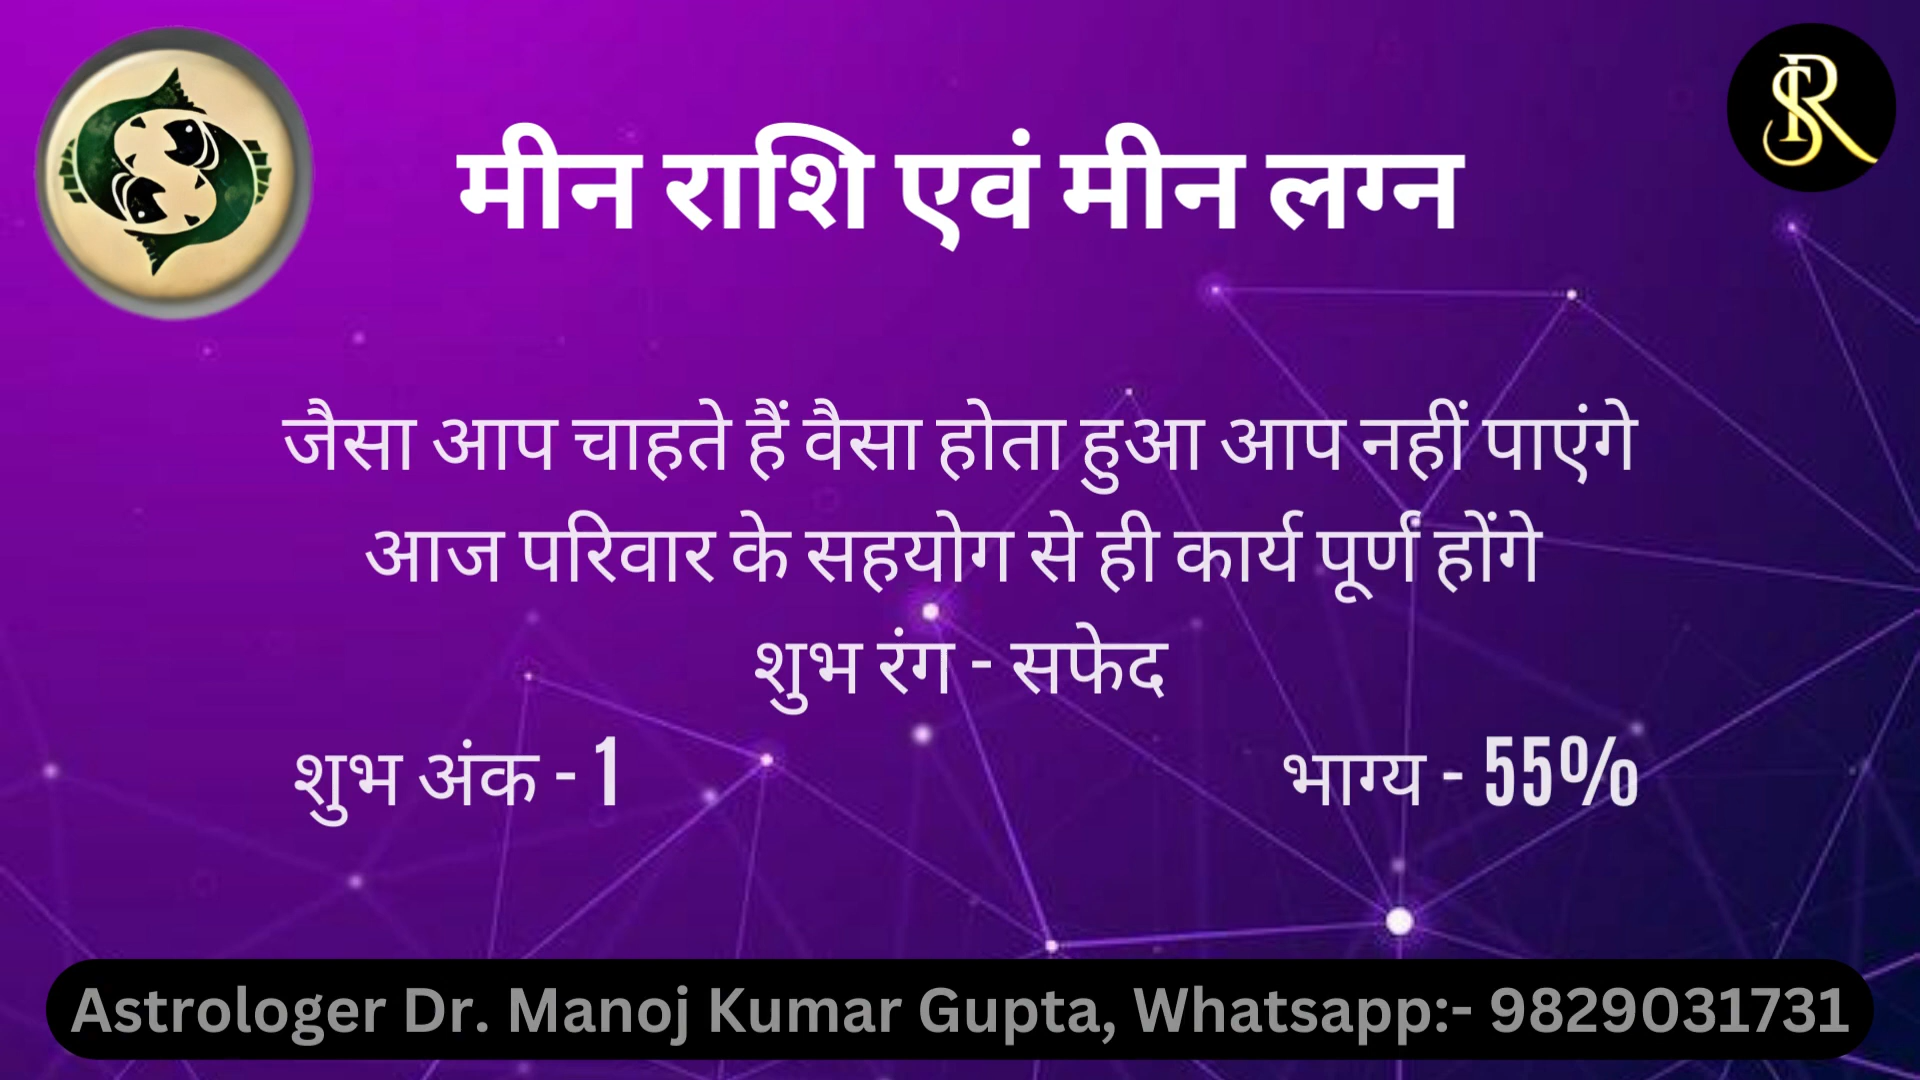 मीन राशि एवं मीन लग्न
जैसा आप चाहते हैं वैसा होता हुआ आप नहीं पाएंगे
आज परिवार के सहयोग से ही कार्य पूर्ण होंगे
शुभ रंग - सफेद
शुभ अंक - 1 भाग्य - 55%
Astrologer Dr. Manoj Kumar Gupta, Whatsapp:- 9829031731